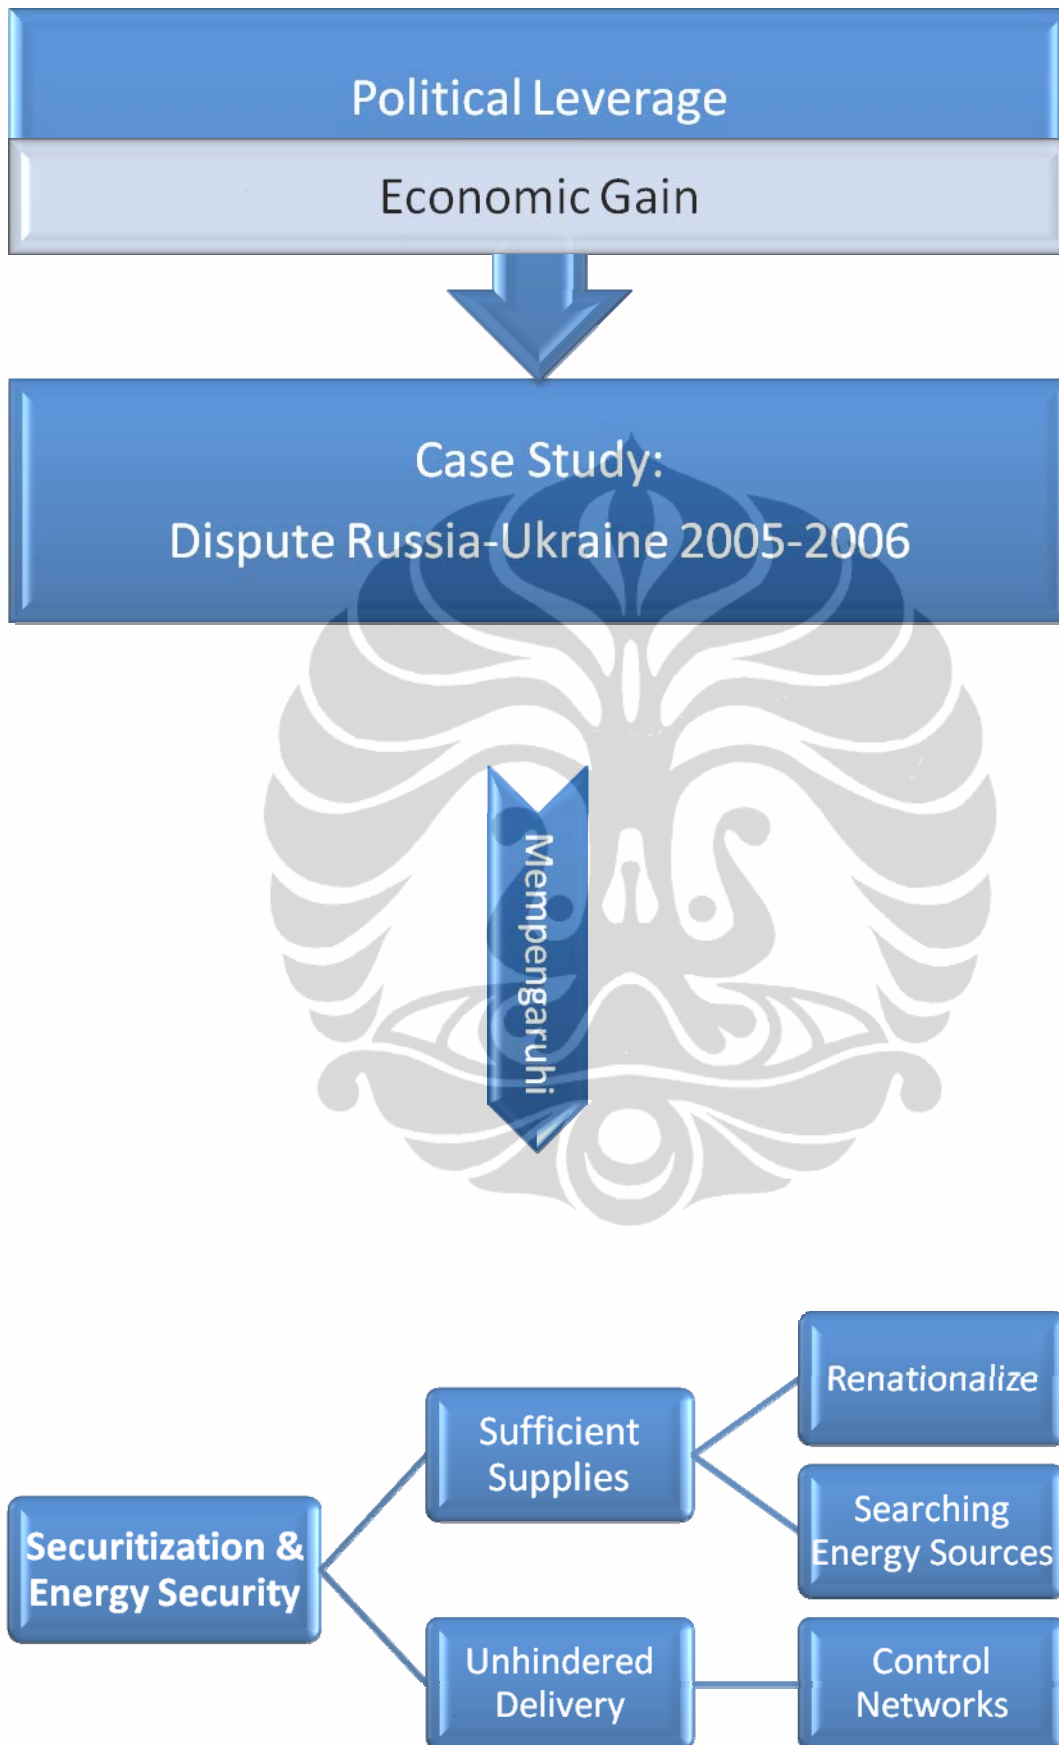 Political Leverage
Economic Gain
Case Study:
Dispute Russia-Ukraine 2005-2006
Mempengaruhi
Securitization &
Energy Security
Sufficient
Supplies
Renationalize
Searching
Energy Sources
Unhindered
Delivery
Control
Networks